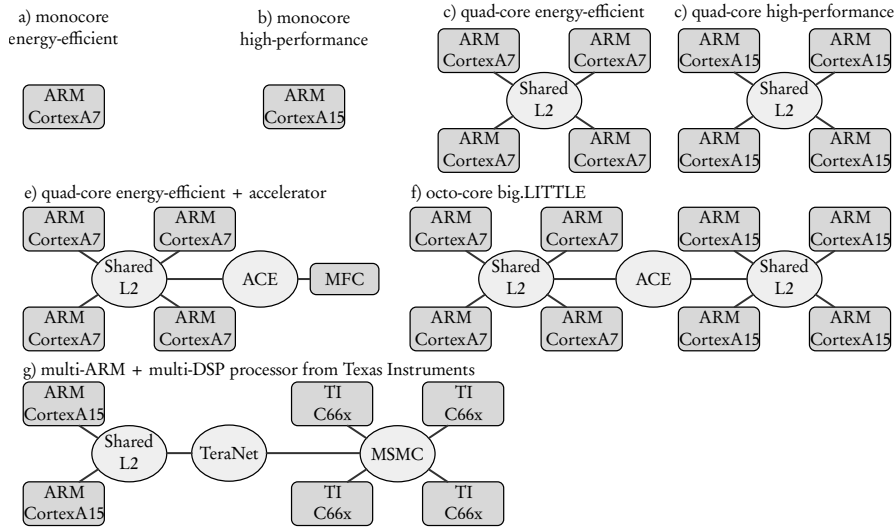 a) monocore
energy-efficient
b) monocore
high-performance
c) quad-core energy-efficient
c) quad-core high-performance
ARM
CortexA7
ARM
CortexA15
ARM
CortexA7
ARM
CortexA7
Shared
L2
ARM
CortexA7
ARM
CortexA7
ARM
CortexA15
ARM
CortexA15
Shared
L2
ARM
CortexA15
ARM
CortexA15
e) quad-core energy-efficient + accelerator
ARM
CortexA7
ARM
CortexA7
Shared
L2
ACE
MFC
ARM
CortexA7
ARM
CortexA7
f) octo-core big.LITTLE
ARM
CortexA7
ARM
CortexA7
Shared
L2
ARM
CortexA7
ARM
CortexA7
ACE
ARM
CortexA15
ARM
CortexA15
Shared
L2
ARM
CortexA15
ARM
CortexA15
g) multi-ARM + multi-DSP processor from Texas Instruments
ARM
CortexA15
Shared
L2
ARM
CortexA15
TeraNet
TI
C66x
TI
C66x
MSMC
TI
C66x
TI
C66x